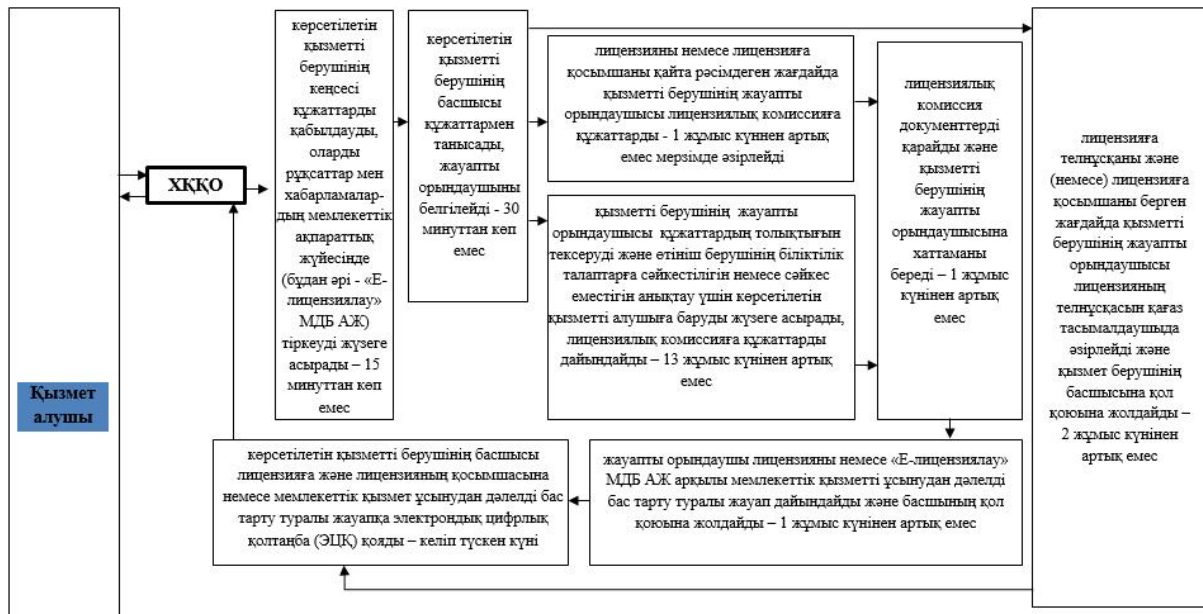 Қызмет
алушы
ХҚҚО
көрсетілетін
қызметті
берушінің
кеңсесі
құжаттарды
қабылдауды,
оларды
рұқсаттар мен
хабарламалар-
дың мемлекеттік
ақпараттық
жүйесінде
(бұдан әрі - «Е-
лицензиялау»
МДБ АЖ)
тіркеуді жүзеге
асырады – 15
минуттан көп
емес
көрсетілетін
қызметті
берушінің
басшысы
құжаттармен
танысады,
жауапты
орындаушыны
белгілейді - 30
минуттан көп
емес
лицензияны немесе лицензияға
қосымшаны қайта рәсімдеген жағдайда
қызметті берушінің жауапты
орындаушысы лицензиялық комиссияға
құжаттарды - 1 жұмыс күннен артық
емес мерзімде әзірлейді
қызметті берушінің жауапты
орындаушысы құжаттардың толықтығын
тексеруді және өтініш берушінің біліктілік
талаптарға сәйкестілігін немесе сәйкес
еместігін анықтау үшін көрсетілетін
қызметті алушыға баруды жүзеге асырады,
лицензиялық комиссияға құжаттарды
дайындайды – 13 жұмыс күнінен артық
емес
лицензиялық
комиссия
документтерді
қарайды және
қызметті
берушінің
жауапты
орындаушысына
хаттаманы
береді – 1 жұмыс
күнінен артық
емес
лицензияға
телнұсқаны және
(немесе) лицензияға
қосымшаны берген
жағдайда қызметті
берушінің жауапты
орындаушысы
лицензияның
телнұсқасын қағаз
тасымалдаушыда
әзірлейді және
қызмет берушінің
басшысына қол
қоюына жолдайды –
2 жұмыс күнінен
артық емес
жауапты орындаушы лицензияны немесе «Е-лицензиялау»
МДБ АЖ арқылы мемлекеттік қызметті ұсынудан дәлелді
бас тарту туралы жауап дайындайды және басшының қол
қоюына жолдайды – 1 жұмыс күнінен артық емес
көрсетілетін қызметті берушінің басшысы
лицензияға және лицензияның қосымшасына
немесе мемлекеттік қызмет ұсынудан дәлелді бас
тарту туралы жауапқа электрондық цифрлық
қолтаңба (ЭЦҚ) қояды – келіп түскен күні